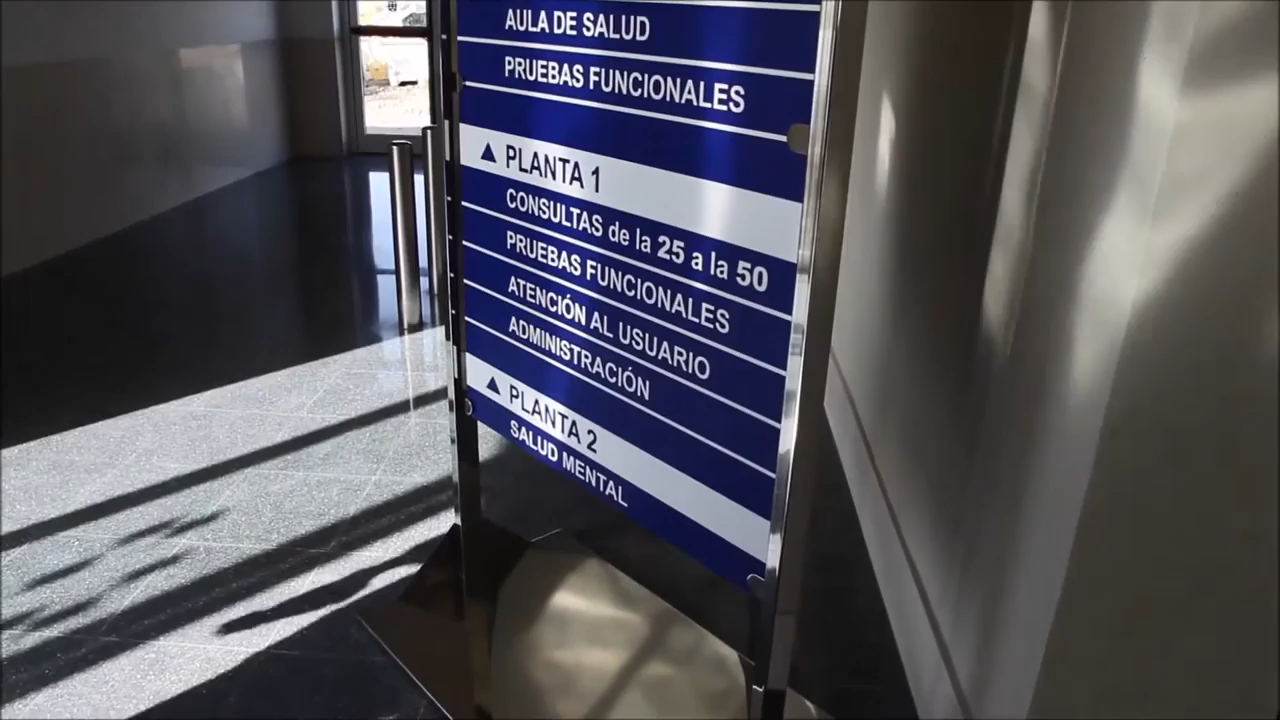 AULA DE SALUD
PRUEBAS FUNCIONALES
▲ PLANTA 1
CONSULTAS de la 25 a la 50
PRUEBAS FUNCIONALES
ATENCIÓN AL USUARIO
ADMINISTRACIÓN
▲ PLANTA 2
SALUD MENTAL